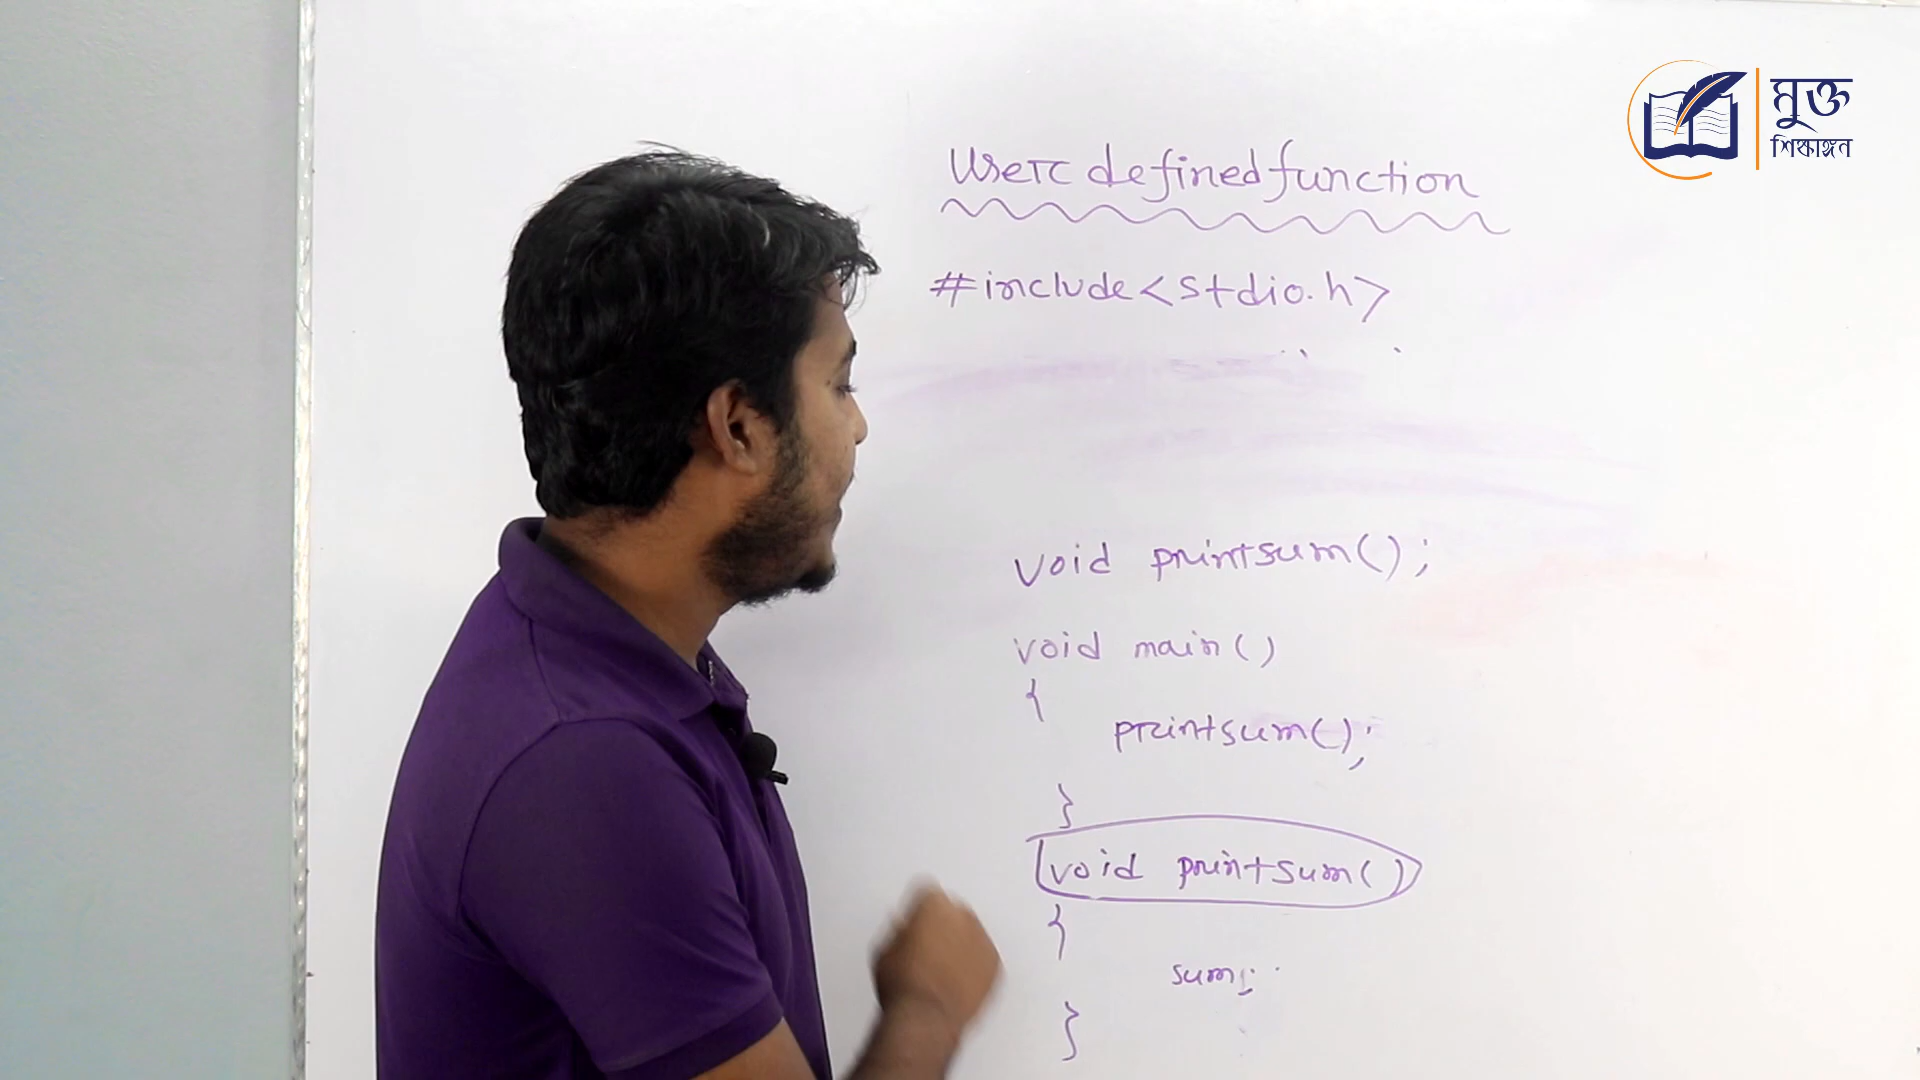 মুক্ত
শিক্ষাঙ্গন
User defined function
#include<stdio.h>
void printsum();
void main()
{
printsum();
}
void printsum()
{
sum;
}